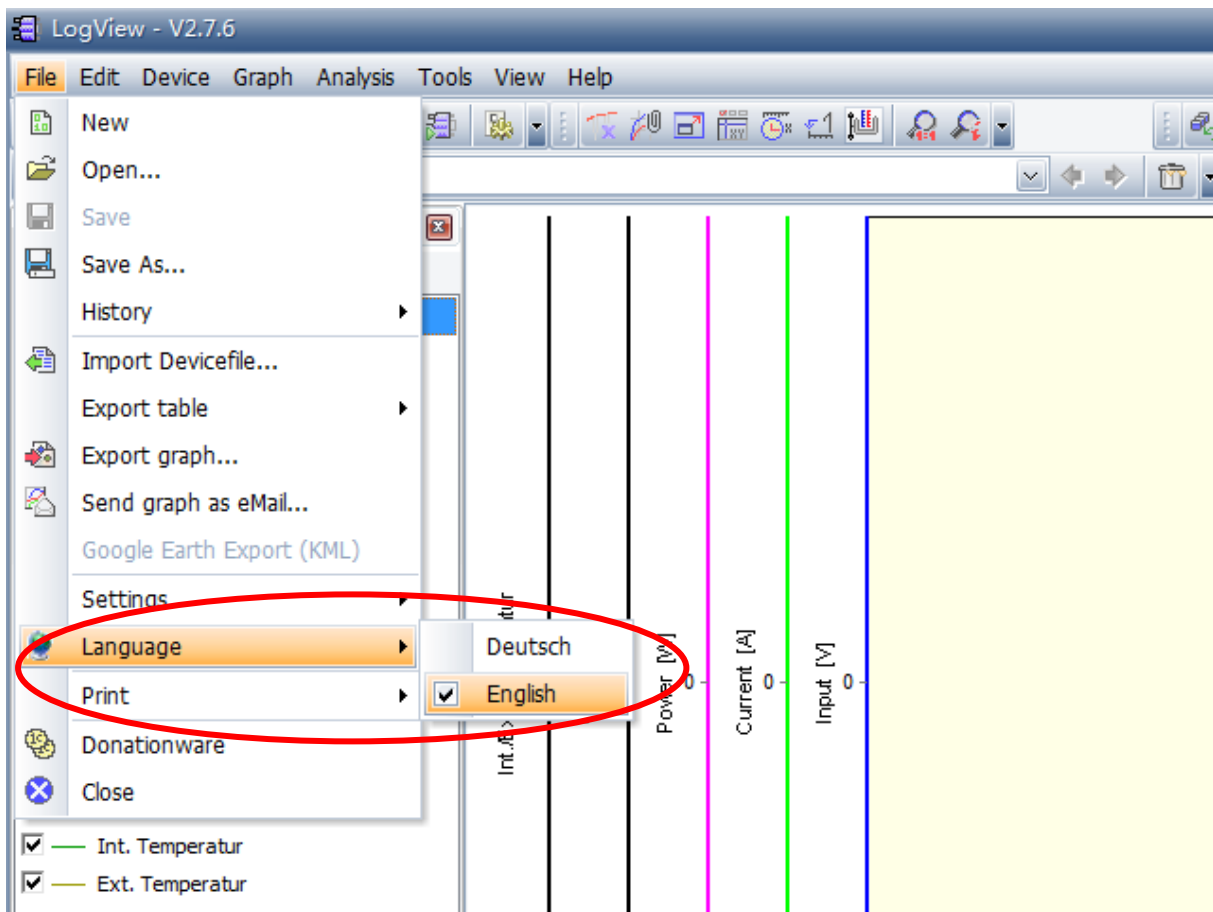 LogView - V2.7.6
File Edit Device Graph Analysis Tools View Help
New
Open...
Save
Save As...
History
Import Devicefile...
Export table
Export graph...
Send graph as eMail...
Google Earth Export (KML)
Settings
Language
Deutsch
Print
English
Donationware
Close
Int. Temperatur
Ext. Temperatur
Power [W]
0
Current [A]
0
Input [V]
0